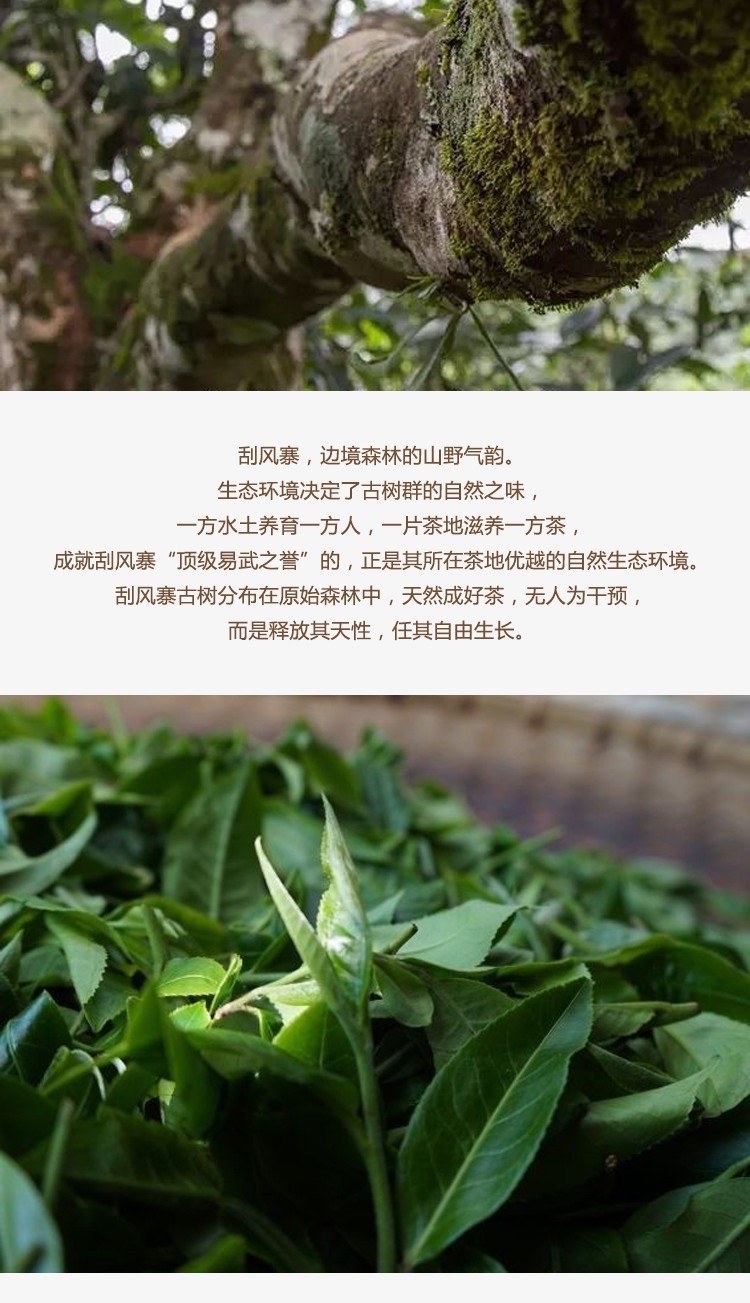 刮风寨，边境森林的山野气韵。
生态环境决定了古树群的自然之味，
一方水土养育一方人，一片茶地滋养一方茶，
成就刮风寨“顶级易武之誉”的，正是其所在茶地优越的自然生态环境。
刮风寨古树分布在原始森林中，天然成好茶，无人为干预，
而是释放其天性，任其自由生长。